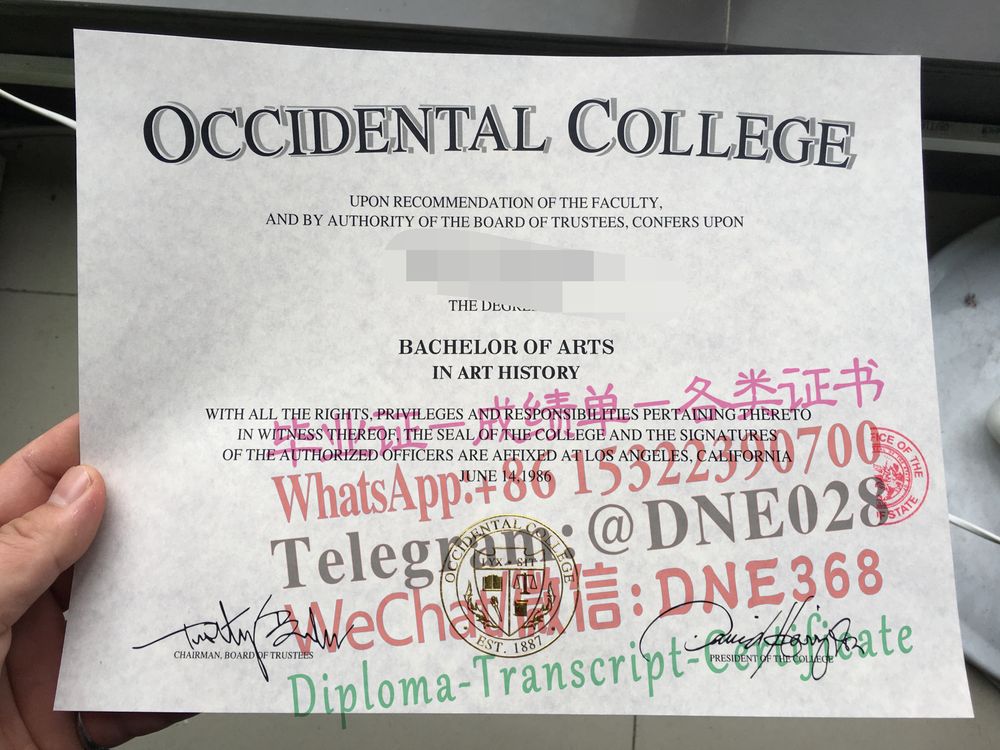 OCCIDENTAL COLLEGE
UPON RECOMMENDATION OF THE FACULTY,
AND BY AUTHORITY OF THE BOARD OF TRUSTEES, CONFERS UPON
THE
BACHELOR OF ARTS
IN ART HISTORY
毕业证—成绩单—各类证书
WITH ALL THE RIGHTS, PRIVILEGES AND RESPONSIBILITIES PERTAINING THERETO
IN WITNESS THEREOF, THE SEAL OF THE COLLEGE AND THE SIGNATURES
OF THE AUTHORIZED OFFICERS ARE AFFIXED AT LOS ANGELES, CALIFORNIA
JUNE 14,1986
WhatsApp:+86 15322390700
OF THE
STATE
Telegram:@DNE028
OCCIDENTAL COLLEGE
EST. 1887
WeChat微信:DNE368
CHAIRMAN, BOARD OF TRUSTEES
PRESIDENT OF THE COLLEGE
Diploma-Transcript-Certificate